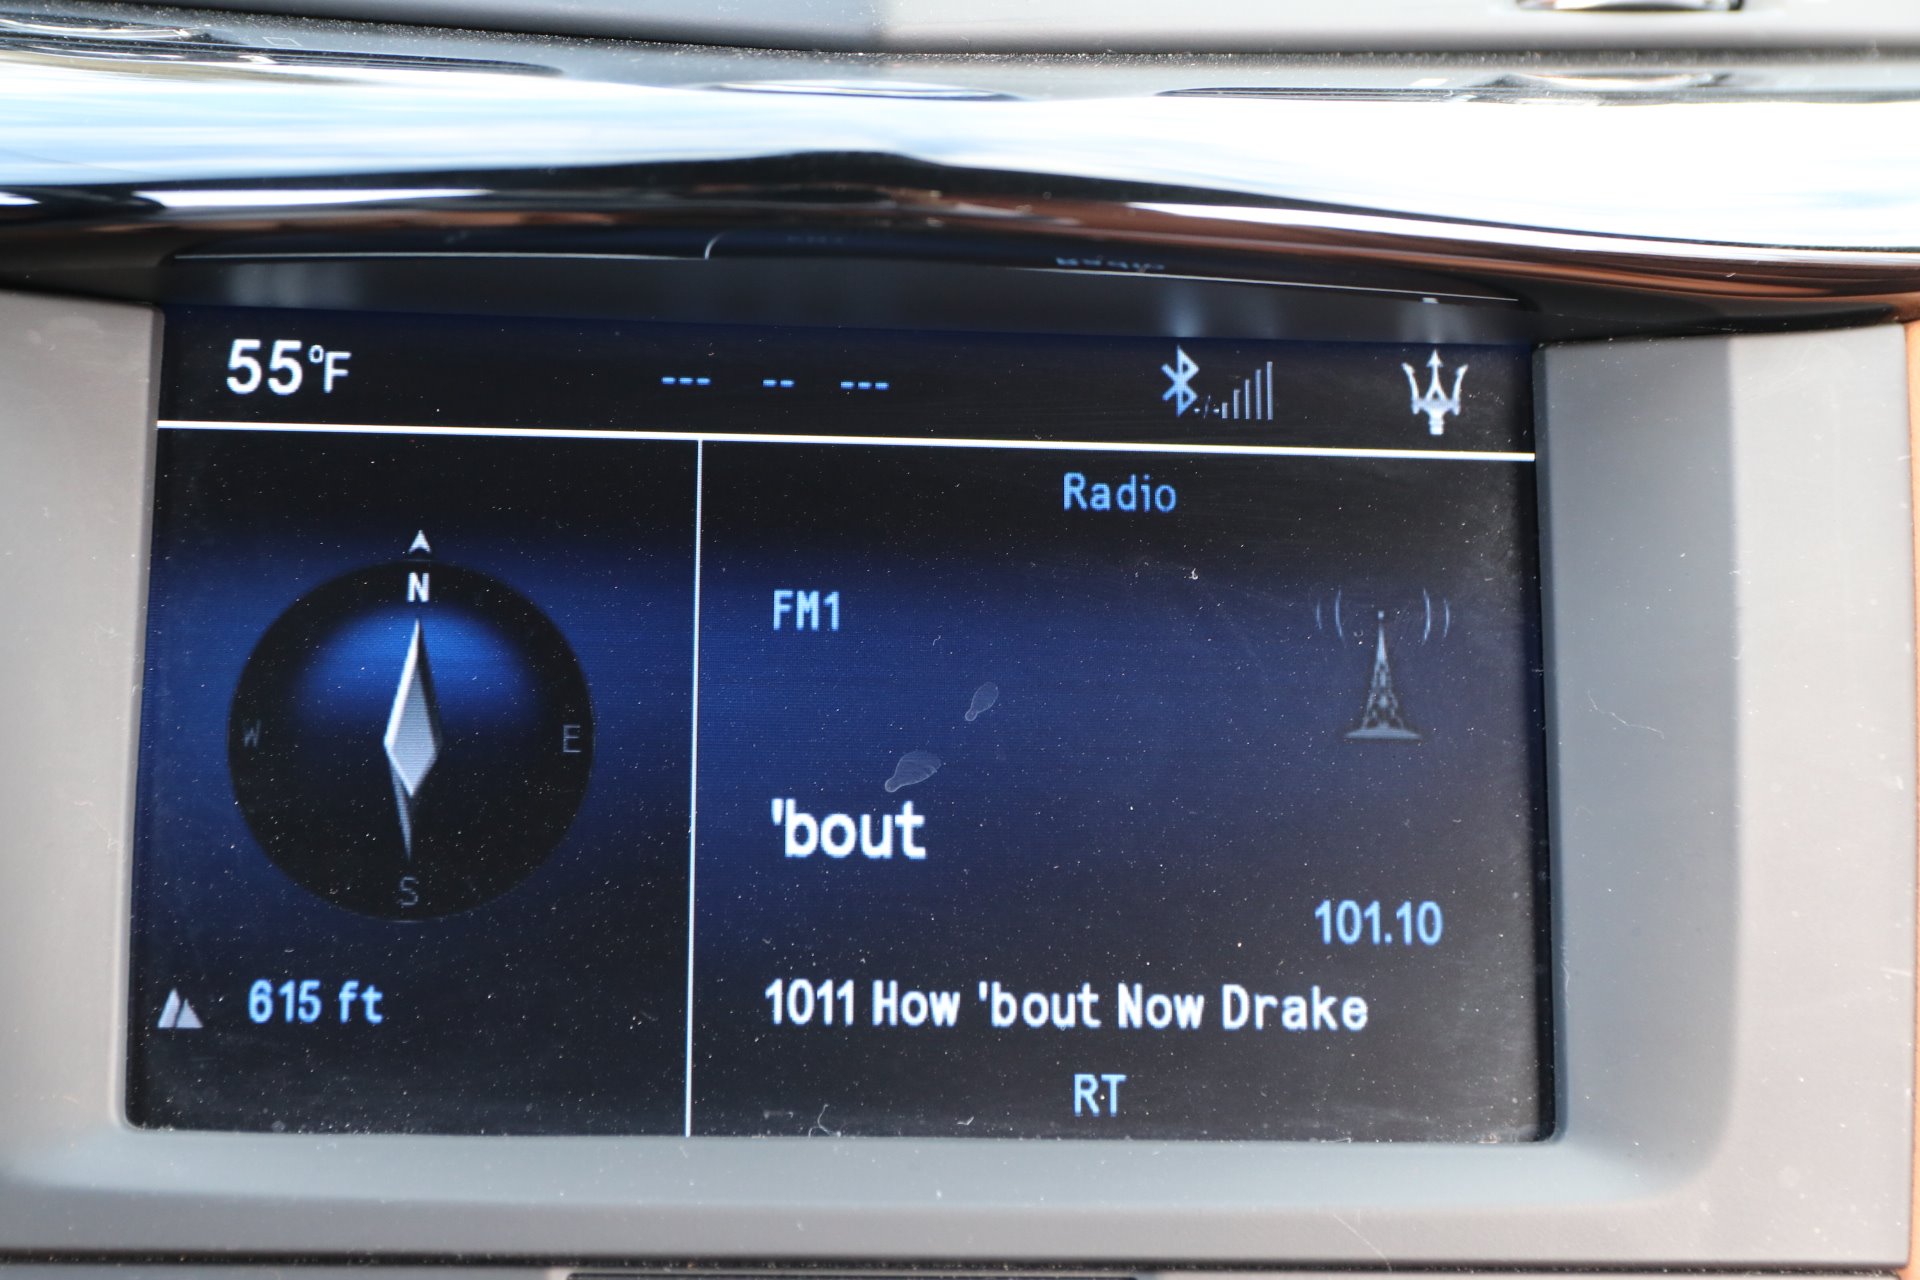 55°F
--- -- ---
Radio
N
W
E
S
FM1
'bout
101.10
615 ft
1011 How 'bout Now Drake
RT